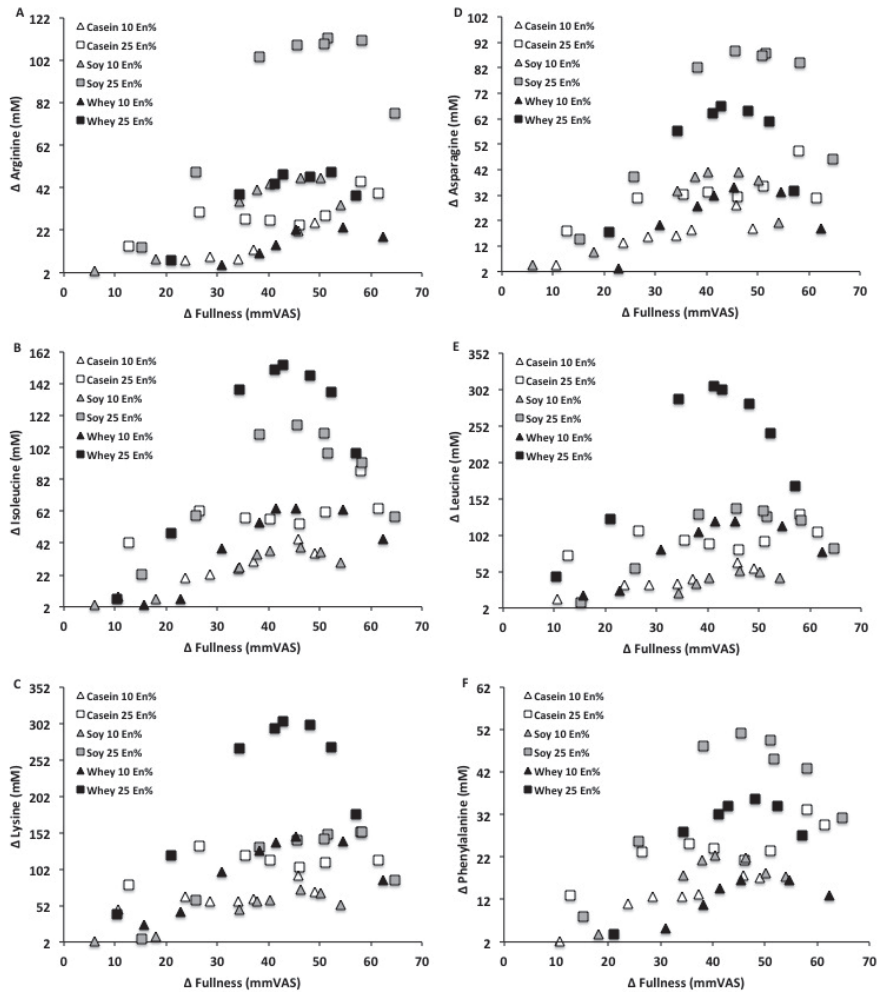 A
122
102
82
62
42
22
2
Δ Arginine (mM)
Casein 10 En%
Casein 25 En%
Soy 10 En%
Soy 25 En%
Whey 10 En%
Whey 25 En%
0 10 20 30 40 50 60 70
Δ Fullness (mmVAS)
B
162
142
122
102
82
62
42
22
2
Δ Isoleucine (mM)
Casein 10 En%
Casein 25 En%
Soy 10 En%
Soy 25 En%
Whey 10 En%
Whey 25 En%
0 10 20 30 40 50 60 70
Δ Fullness (mmVAS)
C
352
302
252
202
152
102
52
2
Δ Lysine (mM)
Casein 10 En%
Casein 25 En%
Soy 10 En%
Soy 25 En%
Whey 10 En%
Whey 25 En%
0 10 20 30 40 50 60 70
Δ Fullness (mmVAS)
D
102
92
82
72
62
52
42
32
22
12
2
Δ Asparagine (mM)
Casein 10 En%
Casein 25 En%
Soy 10 En%
Soy 25 En%
Whey 10 En%
Whey 25 En%
0 10 20 30 40 50 60 70
Δ Fullness (mmVAS)
E
352
302
252
202
152
102
52
2
Δ Leucine (mM)
Casein 10 En%
Casein 25 En%
Soy 10 En%
Soy 25 En%
Whey 10 En%
Whey 25 En%
0 10 20 30 40 50 60 70
Δ Fullness (mmVAS)
F
62
52
42
32
22
12
2
Δ Phenylalanine (mM)
Casein 10 En%
Casein 25 En%
Soy 10 En%
Soy 25 En%
Whey 10 En%
Whey 25 En%
0 10 20 30 40 50 60 70
Δ Fullness (mmVAS)